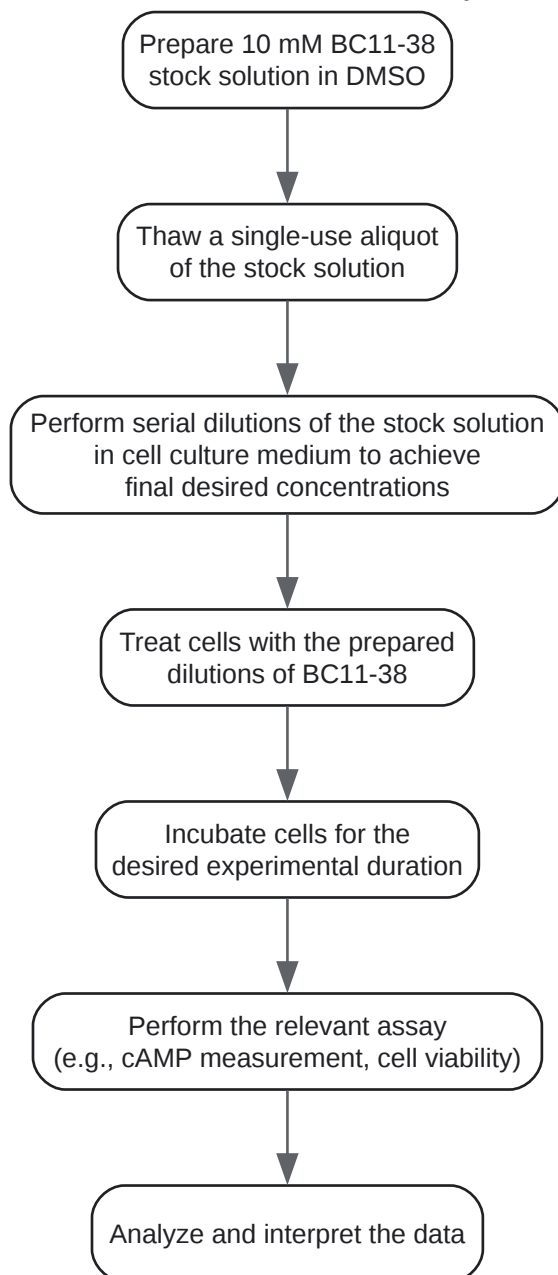 Prepare 10 mM BC11-38
stock solution in DMSO
Thaw a single-use aliquot
of the stock solution
Perform serial dilutions of the stock solution
in cell culture medium to achieve
final desired concentrations
Treat cells with the prepared
dilutions of BC11-38
Incubate cells for the
desired experimental duration
Perform the relevant assay
(e.g., cAMP measurement, cell viability)
Analyze and interpret the data